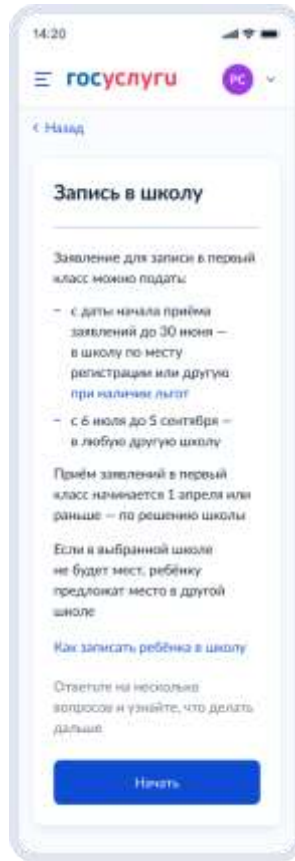 14:20
госуслуги
РС
Назад
Запись в школу
Заявление для записи в первый
класс можно подать:
– с даты начала приёма
заявлений до 30 июня —
в школу по месту
регистрации или другую
при наличии льгот
– с 6 июля до 5 сентября —
в любую другую школу
Приём заявлений в первый
класс начинается 1 апреля или
раньше — по решению школы
Если в выбранной школе
не будет мест, ребёнку
предложат место в другой
школе
Как записать ребёнка в школу
Ответьте на несколько
вопросов и узнайте, что делать
дальше
Начать